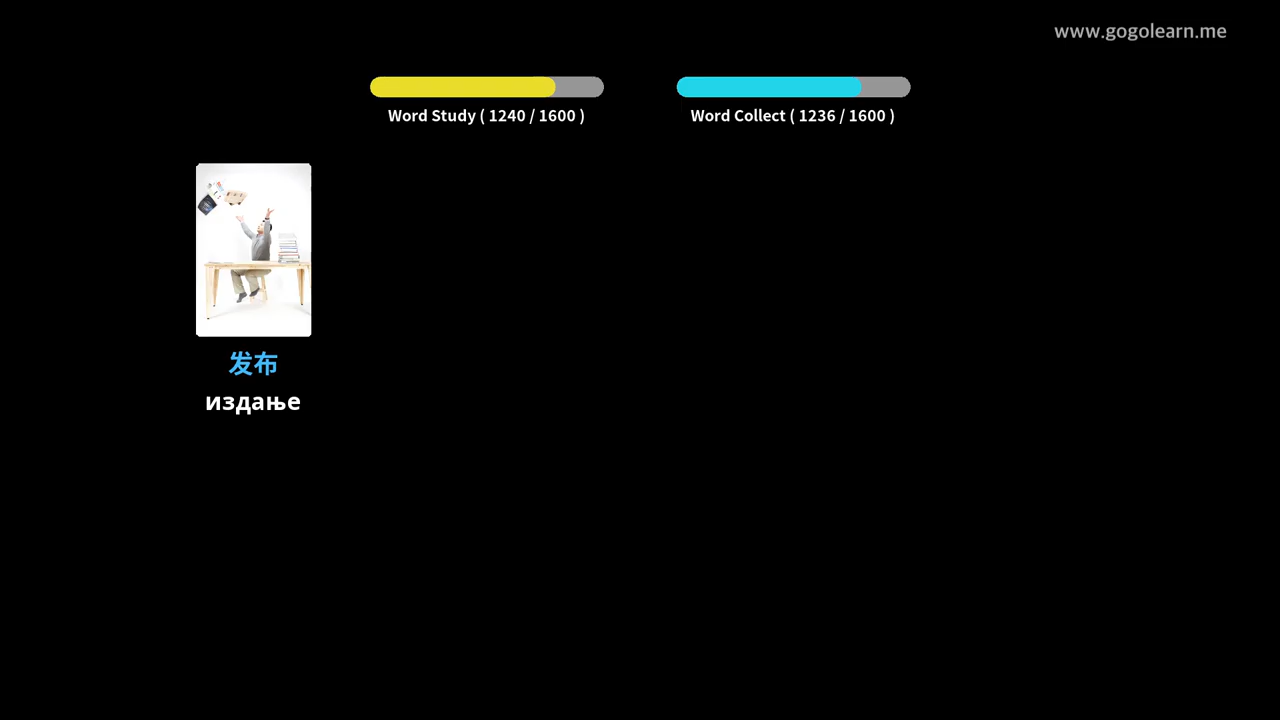 www.gogolearn.me
Word Study ( 1240 / 1600 )
Word Collect ( 1236 / 1600 )
发布
издање